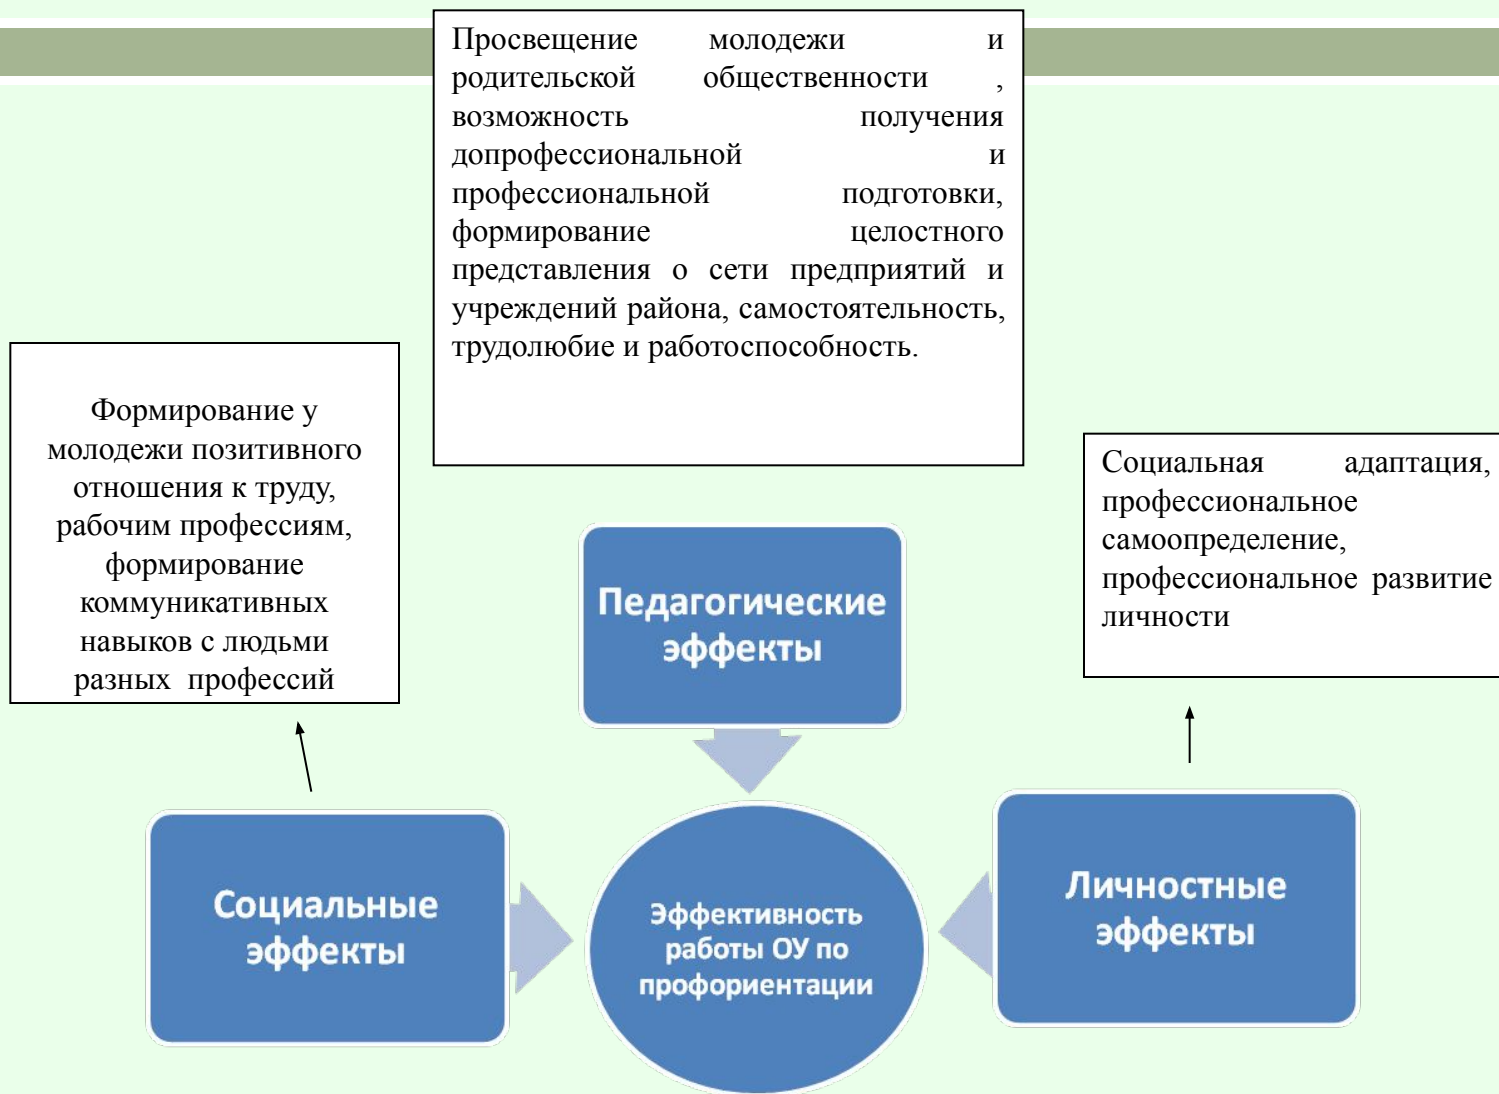 Просвещение молодежи и
родительской общественности ,
возможность получения
допрофессиональной и
профессиональной подготовки,
формирование целостного
представления о сети предприятий и
учреждений района, самостоятельность,
трудолюбие и работоспособность.
Формирование у
молодежи позитивного
отношения к труду,
рабочим профессиям,
формирование
коммуникативных
навыков с людьми
разных профессий
Социальная адаптация,
профессиональное
самоопределение,
профессиональное развитие
личности
Педагогические
эффекты
Социальные
эффекты
Эффективность
работы ОУ по
профориентации
Личностные
эффекты